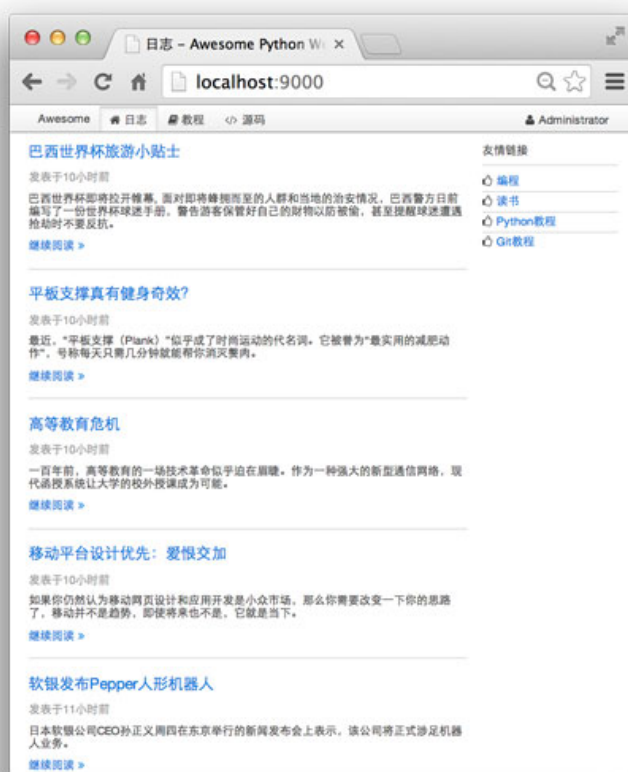 日志 – Awesome Python W
localhost:9000
Awesome 日志 教程 源码 Administrator
巴西世界杯旅游小贴士
发表于10小时前
巴西世界杯即将拉开帷幕，面对即将蜂拥而至的人群和当地的治安情况，巴西警方日前
编写了一份世界杯球迷手册，警告游客保管好自己的财物以防被偷，甚至提醒球迷遭遇
抢劫时不要反抗。
继续阅读 »
平板支撑真有健身奇效?
发表于10小时前
最近，"平板支撑（Plank）"似乎成了时尚运动的代名词。它被誉为"最实用的减肥动
作"，号称每天只需几分钟就能帮你消灭赘肉。
继续阅读 »
高等教育危机
发表于10小时前
一百年前，高等教育的一场技术革命似乎迫在眉睫。作为一种强大的新型通信网络，现
代函授系统让大学的校外授课成为可能。
继续阅读 »
移动平台设计优先：爱恨交加
发表于10小时前
如果你仍然认为移动网页设计和应用开发是小众市场，那么你需要改变一下你的思路
了，移动并不是趋势，即使将来也不是，它就是当下。
继续阅读 »
软银发布Pepper人形机器人
发表于11小时前
日本软银公司CEO孙正义周四在东京举行的新闻发布会上表示，该公司将正式涉足机器
人业务。
继续阅读 »
友情链接
编程
读书
Python教程
Git教程